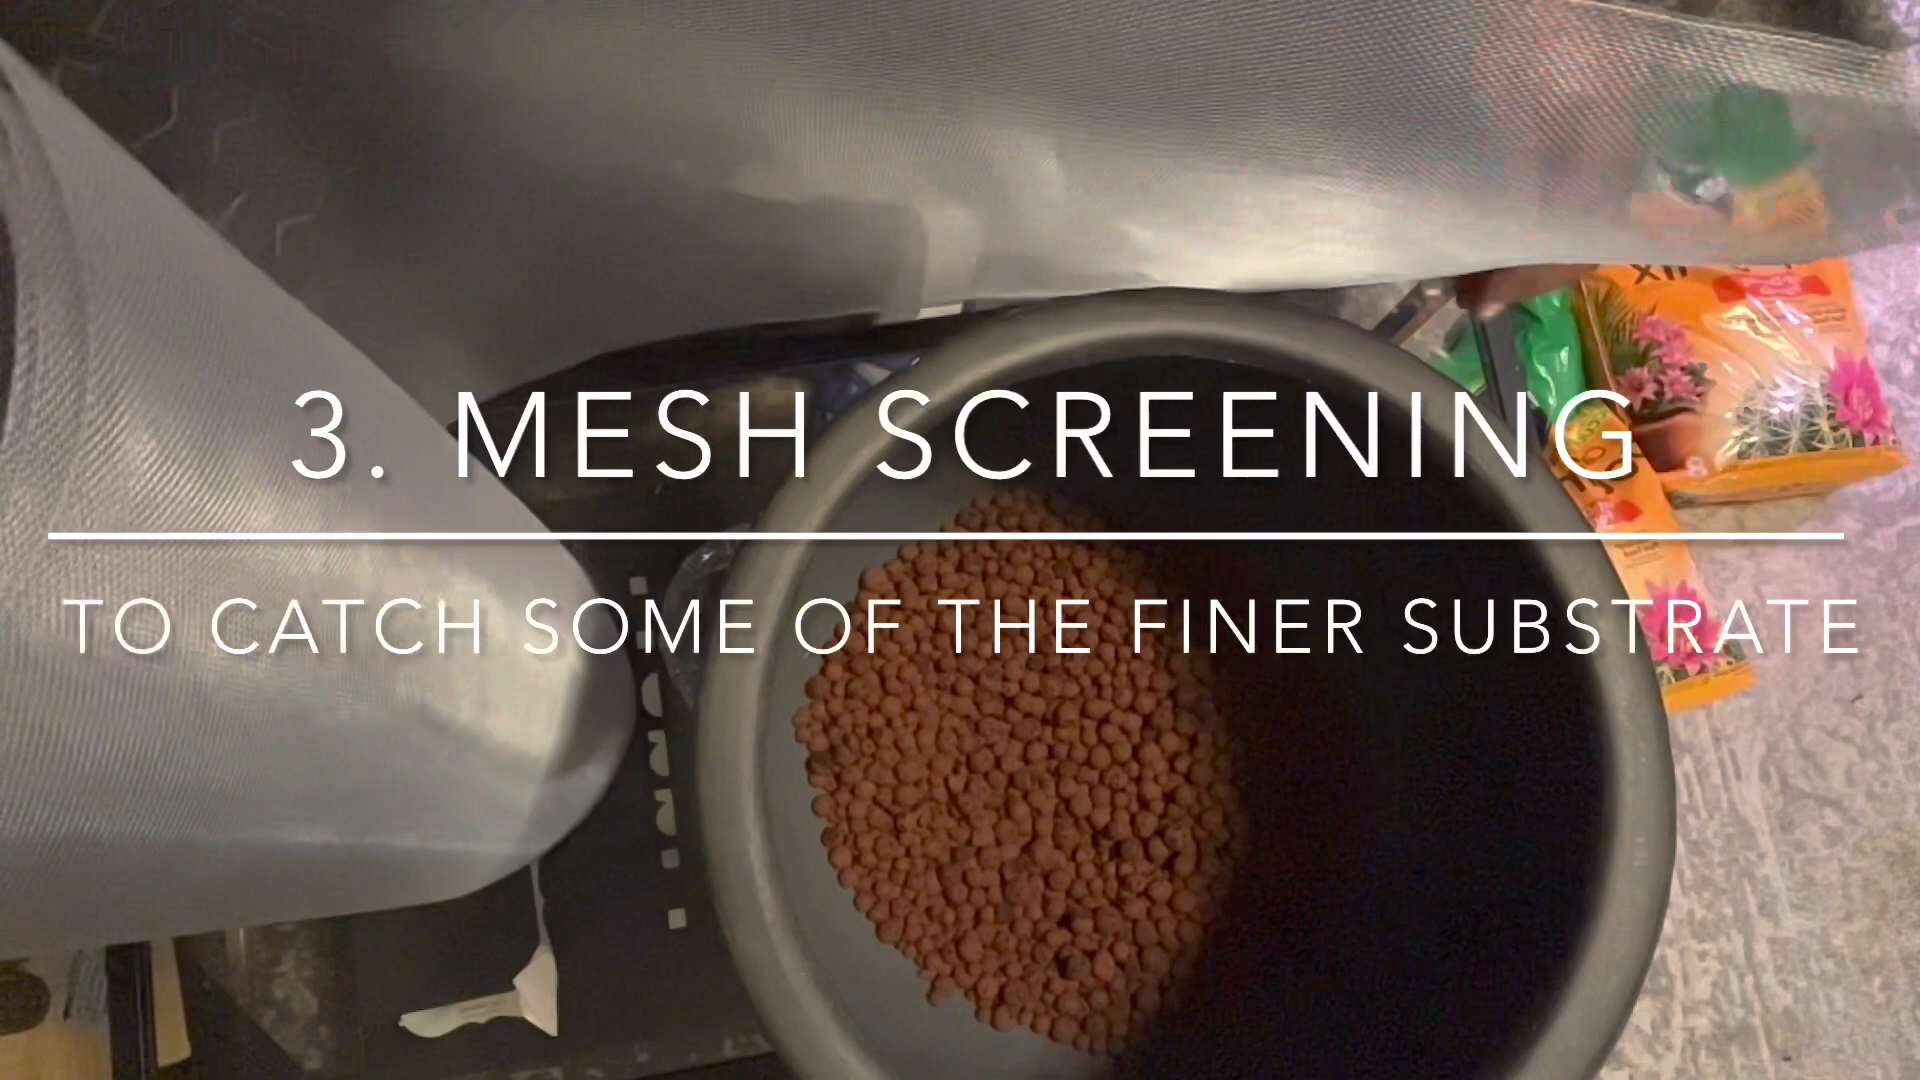 3. MESH SCREENING
TO CATCH SOME OF THE FINER SUBSTRATE